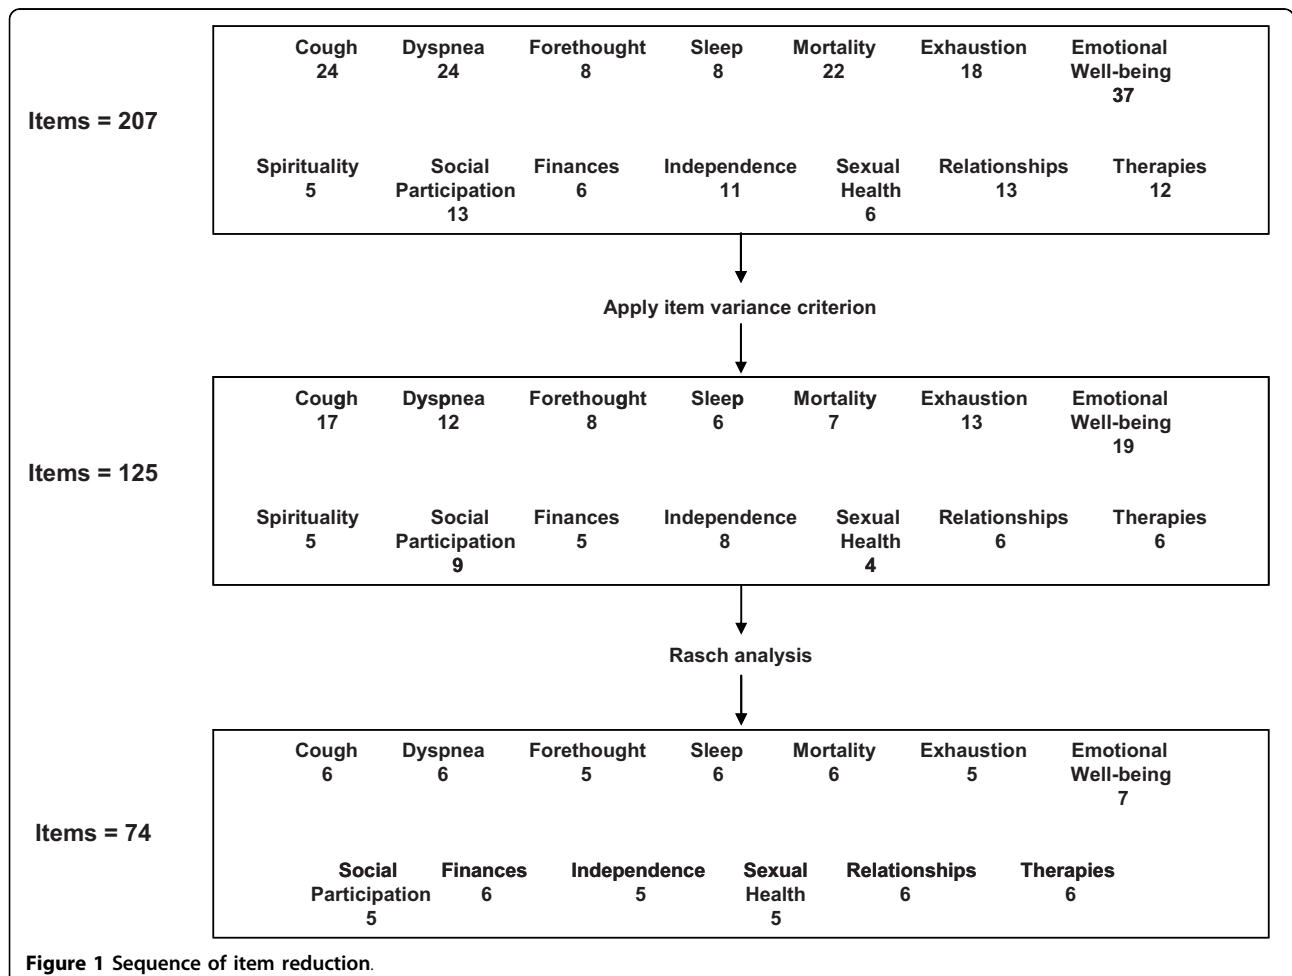 Cough Dyspnea Forethought Sleep Mortality Exhaustion Emotional
24 24 8 8 22 18 Well-being
37
Items = 207
Spirituality Social Finances Independence Sexual Relationships Therapies
5 Participation 6 11 Health 13 12
13 6
Apply item variance criterion
Cough Dyspnea Forethought Sleep Mortality Exhaustion Emotional
17 12 8 6 7 13 Well-being
19
Items = 125
Spirituality Social Finances Independence Sexual Relationships Therapies
5 Participation 5 8 Health 6 6
9 4
Rasch analysis
Cough Dyspnea Forethought Sleep Mortality Exhaustion Emotional
6 6 5 6 6 5 Well-being
7
Items = 74
Social Finances Independence Sexual Relationships Therapies
Participation 6 5 Health 6 6
5 5
Figure 1 Sequence of item reduction.